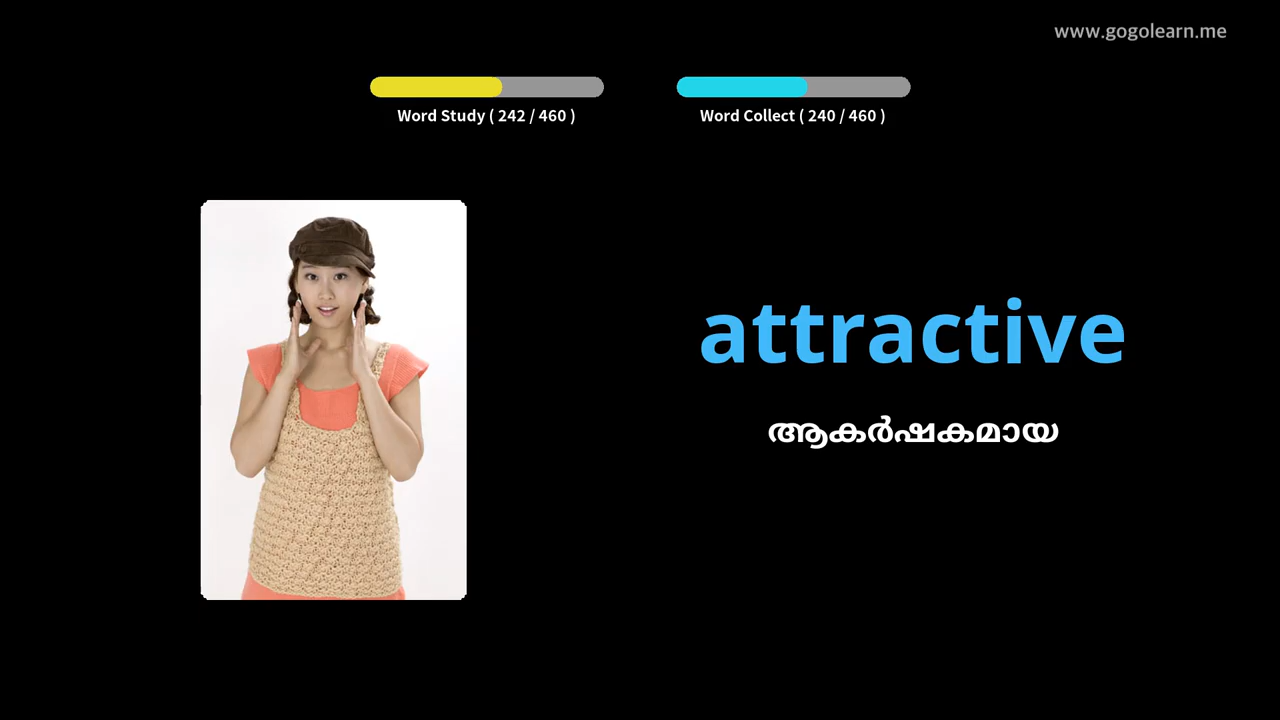 www.gogolearn.me
Word Study ( 242 / 460 )
Word Collect ( 240 / 460 )
attractive
ആകർഷകമായ